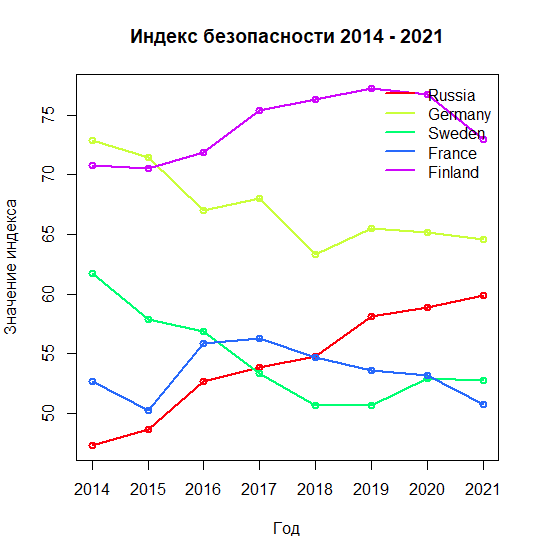 Индекс безопасности 2014 - 2021
Значение индекса
75
70
65
60
55
50
Russia
Germany
Sweden
France
Finland
2014 2015 2016 2017 2018 2019 2020 2021
Год